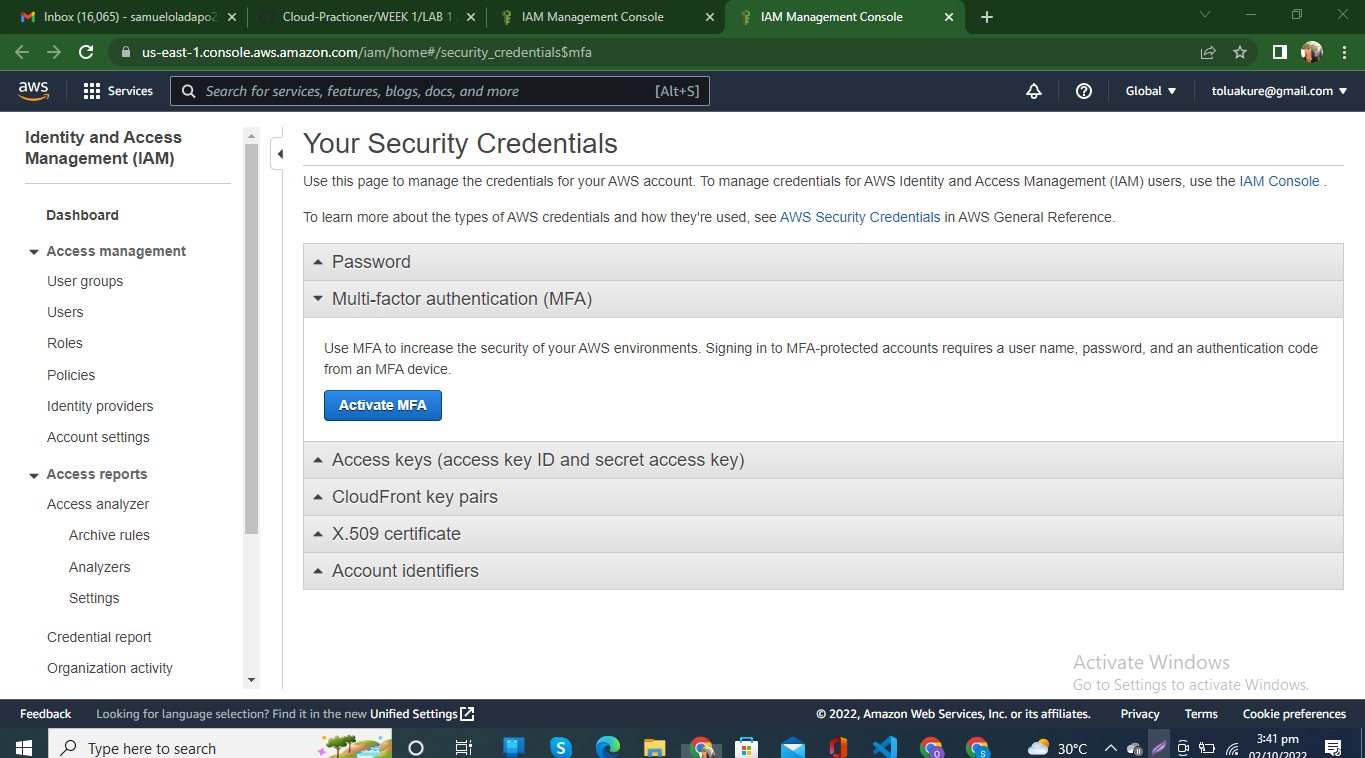 Inbox (16,065) - samueloladapo2
Cloud-Practioner/WEEK 1/LAB 1
IAM Management Console
IAM Management Console
us-east-1.console.aws.amazon.com/iam/home#/security_credentials$mfa
aws
Services
Search for services, features, blogs, docs, and more
[Alt+S]
Global
toluakure@gmail.com
Identity and Access
Management (IAM)
Dashboard
Access management
User groups
Users
Roles
Policies
Identity providers
Account settings
Access reports
Access analyzer
Archive rules
Analyzers
Settings
Credential report
Organization activity
Your Security Credentials
Use this page to manage the credentials for your AWS account. To manage credentials for AWS Identity and Access Management (IAM) users, use the IAM Console .
To learn more about the types of AWS credentials and how they're used, see AWS Security Credentials in AWS General Reference.
Password
Multi-factor authentication (MFA)
Use MFA to increase the security of your AWS environments. Signing in to MFA-protected accounts requires a user name, password, and an authentication code
from an MFA device.
Activate MFA
Access keys (access key ID and secret access key)
CloudFront key pairs
X.509 certificate
Account identifiers
Activate Windows
Go to Settings to activate Windows.
Feedback
Looking for language selection? Find it in the new Unified Settings
© 2022, Amazon Web Services, Inc. or its affiliates.
Privacy
Terms
Cookie preferences
Type here to search
30°C
3:41 pm
02/10/2022